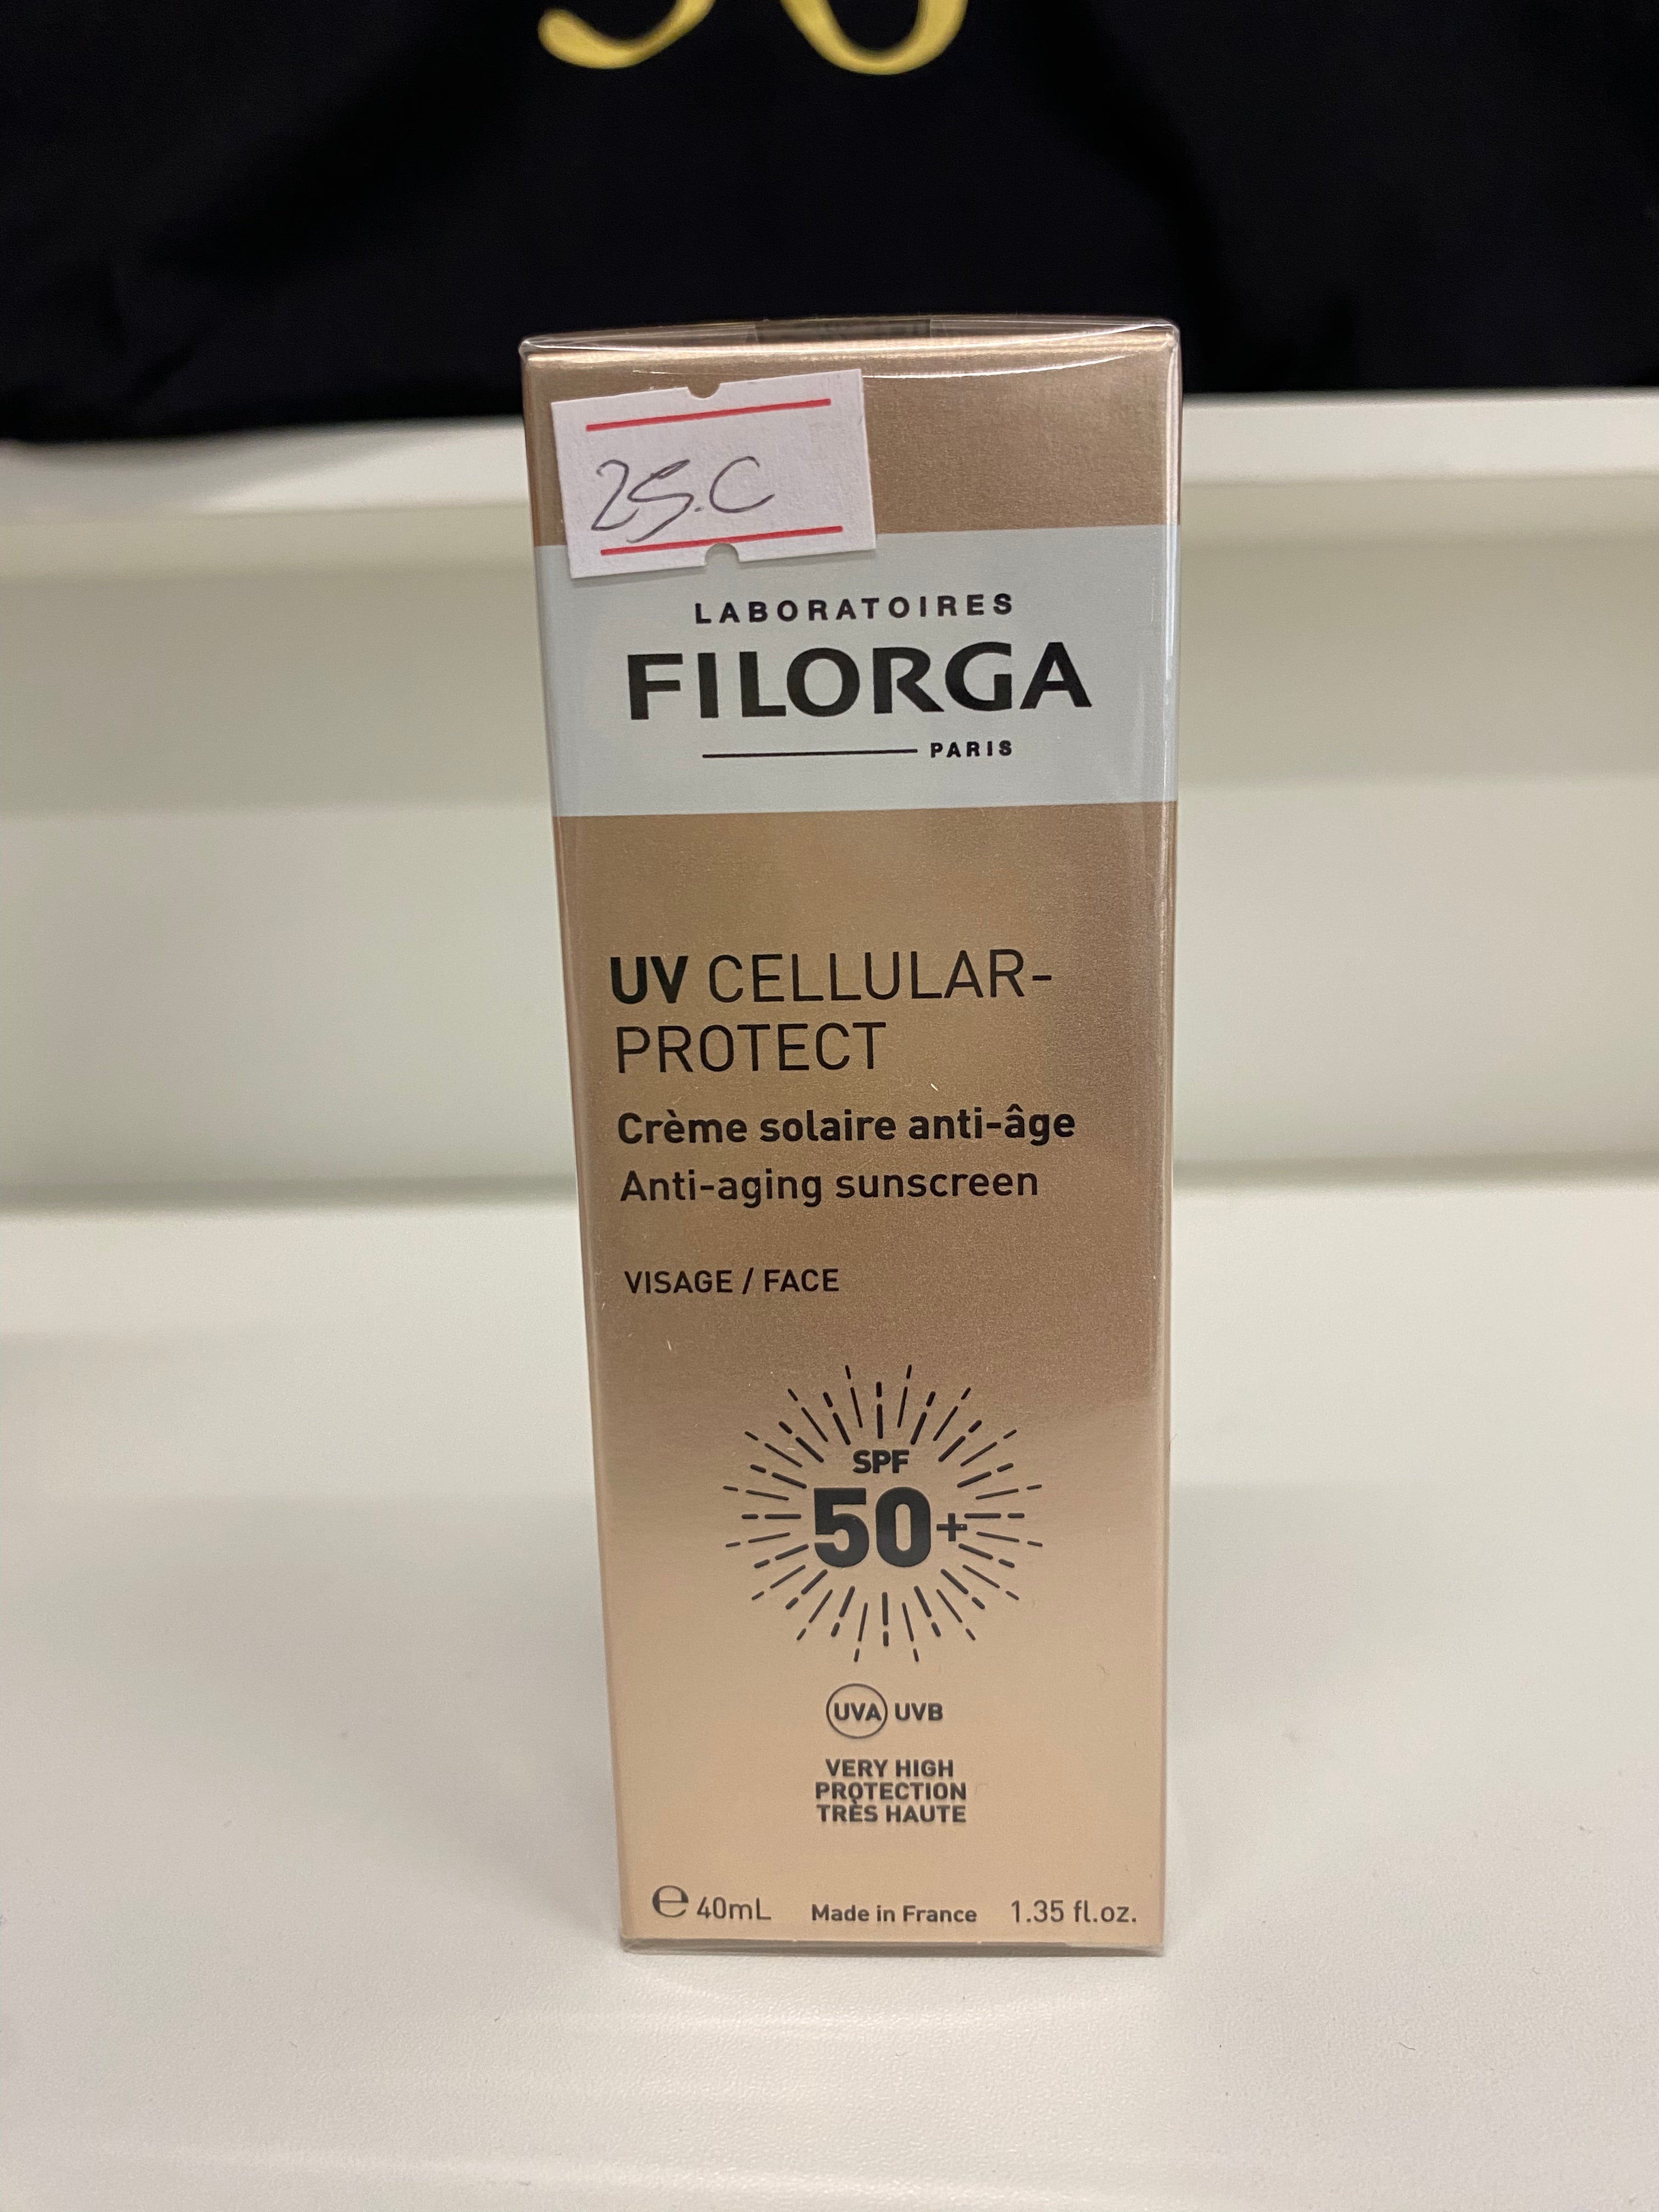 25.C
LABORATOIRES
FILORGA
PARIS
UV CELLULAR-
PROTECT
Crème solaire anti-âge
Anti-aging sunscreen
VISAGE / FACE
SPF
50+
UVA UVB
VERY HIGH
PROTECTION
TRÈS HAUTE
℮ 40mL Made in France 1.35 fl.oz.